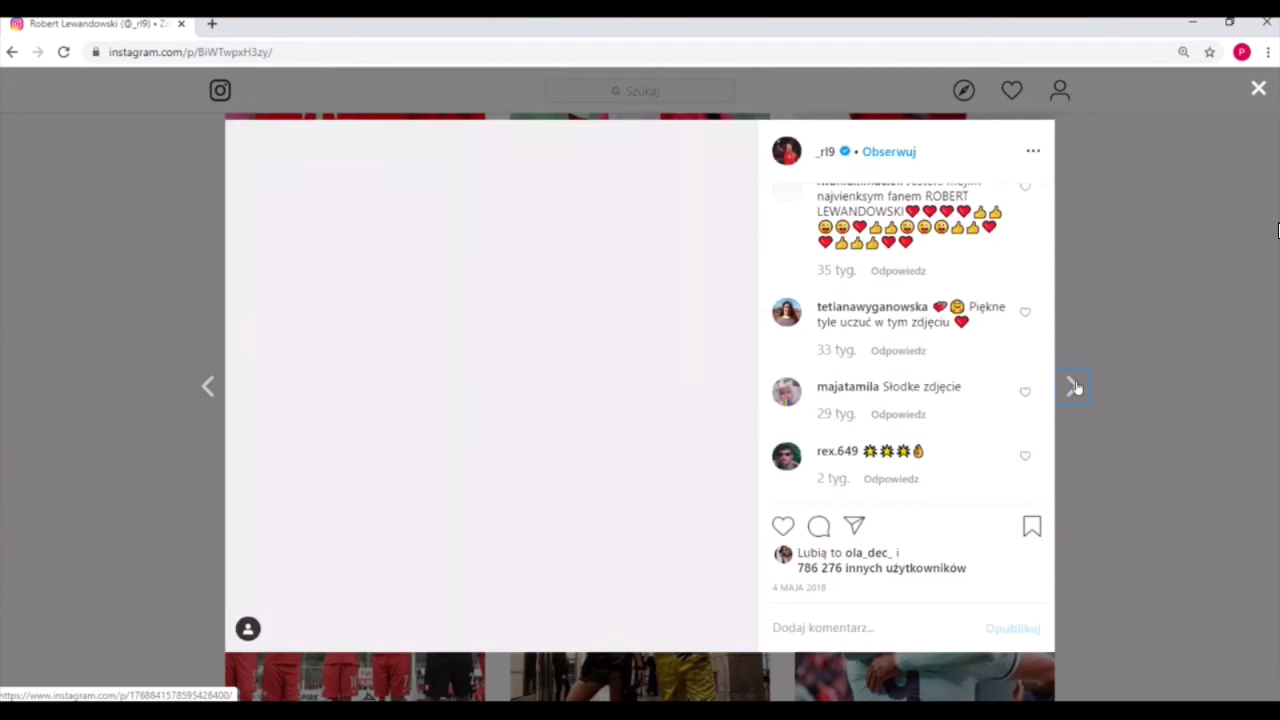 Robert Lewandowski (@_rl9) • Z
instagram.com/p/BiWTwpxH3zy/
P
Szukaj
_rl9 • Obserwuj
najvienksym fanem ROBERT
LEWANDOWSKI❤❤❤❤👍👍
😛😛❤👍👍😛😛😛👍👍❤
❤👍👍👍❤❤
35 tyg. Odpowiedz
tetianawyganowska 💝🤗 Piękne
tyle uczuć w tym zdjęciu ❤
33 tyg. Odpowiedz
majatamila Słodke zdjęcie
29 tyg. Odpowiedz
rex.649 💥💥💥👌
2 tyg. Odpowiedz
Lubią to ola_dec_ i
786 276 innych użytkowników
4 MAJA 2018
Dodaj komentarz... Opublikuj
https://www.instagram.com/p/1768841578595426400/